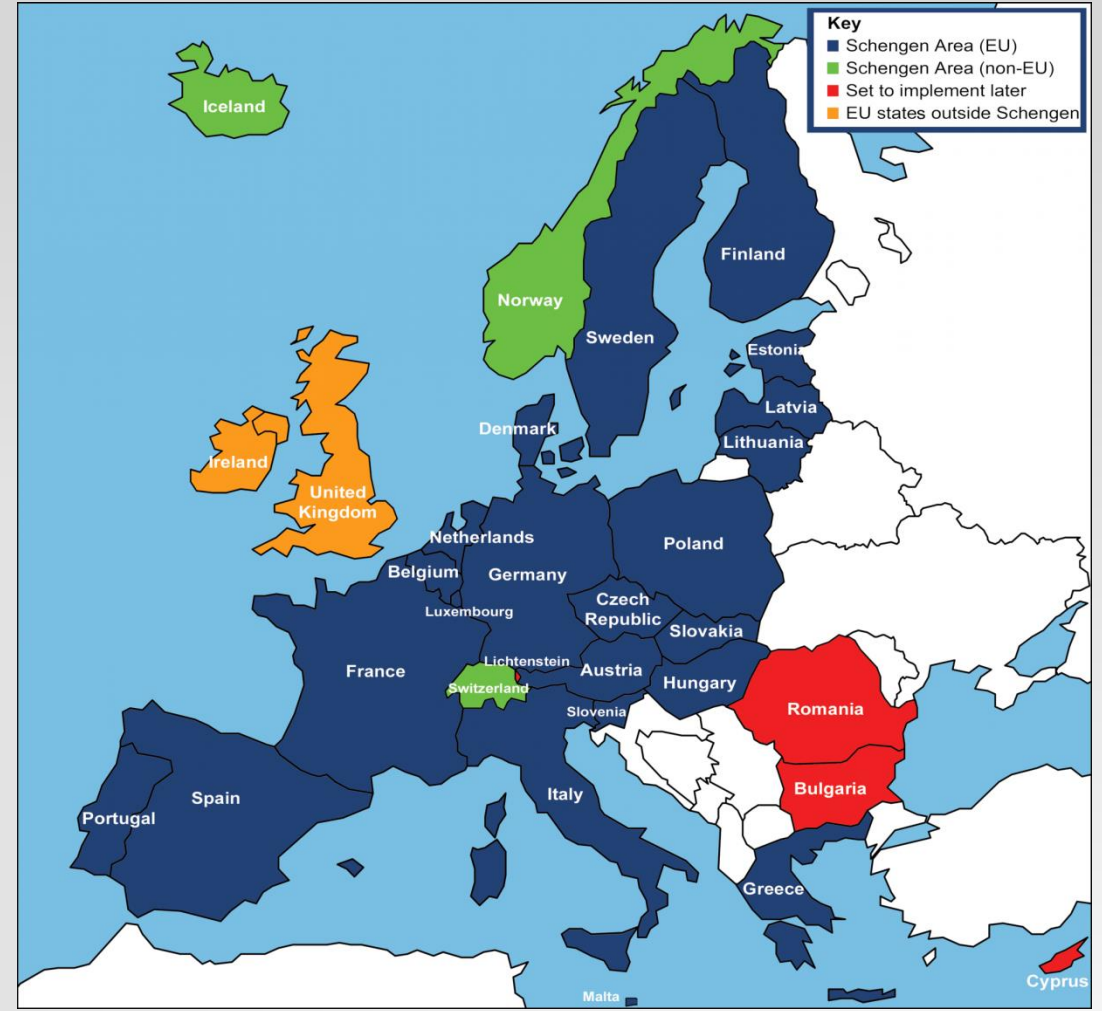 Key
Schengen Area (EU)
Schengen Area (non-EU)
Set to implement later
EU states outside Schengen
Iceland
Finland
Norway
Sweden
Estonia
Latvia
Denmark
Lithuania
Ireland
United
Kingdom
Netherlands
Poland
Belgium
Germany
Czech
Republic
Luxembourg
Slovakia
Lichtenstein
France
Austria
Switzerland
Hungary
Slovenia
Romania
Bulgaria
Italy
Spain
Portugal
Greece
Cyprus
Malta